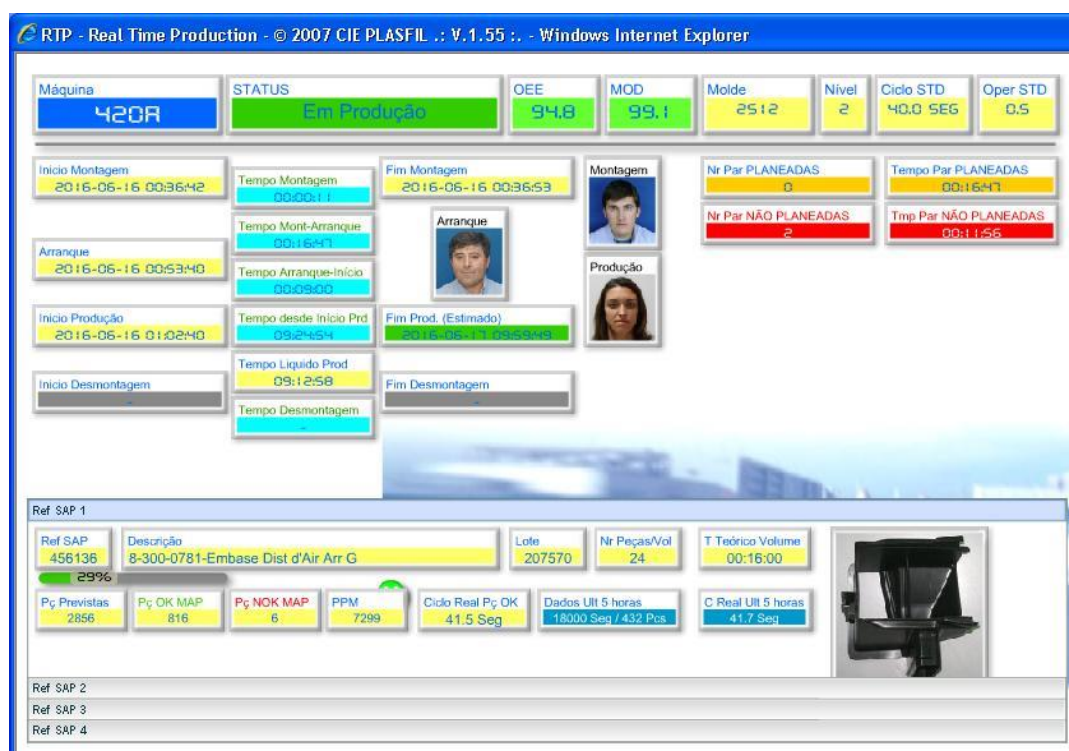 RTP - Real Time Production - © 2007 CIE PLASFIL .: V.1.55 :. - Windows Internet Explorer
Máquina STATUS OEE MOD Molde Nível Ciclo STD Oper STD
420A Em Produção 94.8 99.1 2512 2 40.0 SEG 0.5
Inicio Montagem Tempo Montagem Fim Montagem Montagem Nr Par PLANEADAS Tempo Par PLANEADAS
2016-06-16 00:36:42 00:00:11 2016-06-16 00:36:53 0 00:16:47
Tempo Mont-Arranque Arranque Nr Par NÃO PLANEADAS Tmp Par NÃO PLANEADAS
00:16:47 2 00:11:56
Arranque
2016-06-16 00:53:40
Tempo Arranque-Início Produção
00:09:00
Inicio Produção Tempo desde Início Prd Fim Prod. (Estimado)
2016-06-16 01:02:40 09:24:54 2016-06-17 09:59:49
Tempo Liquido Prod
09:12:58
Inicio Desmontagem Fim Desmontagem
- -
Tempo Desmontagem
-
Ref SAP 1
Ref SAP Descrição Lote Nr Peças/Vol T Teórico Volume
456136 8-300-0781-Embase Dist d'Air Arr G 207570 24 00:16:00
29%
Pç Previstas Pç OK MAP Pç NOK MAP PPM Ciclo Real Pç OK Dados Ult 5 horas C Real Ult 5 horas
2856 816 6 7299 41.5 Seg 18000 Seg / 432 Pcs 41.7 Seg
Ref SAP 2
Ref SAP 3
Ref SAP 4